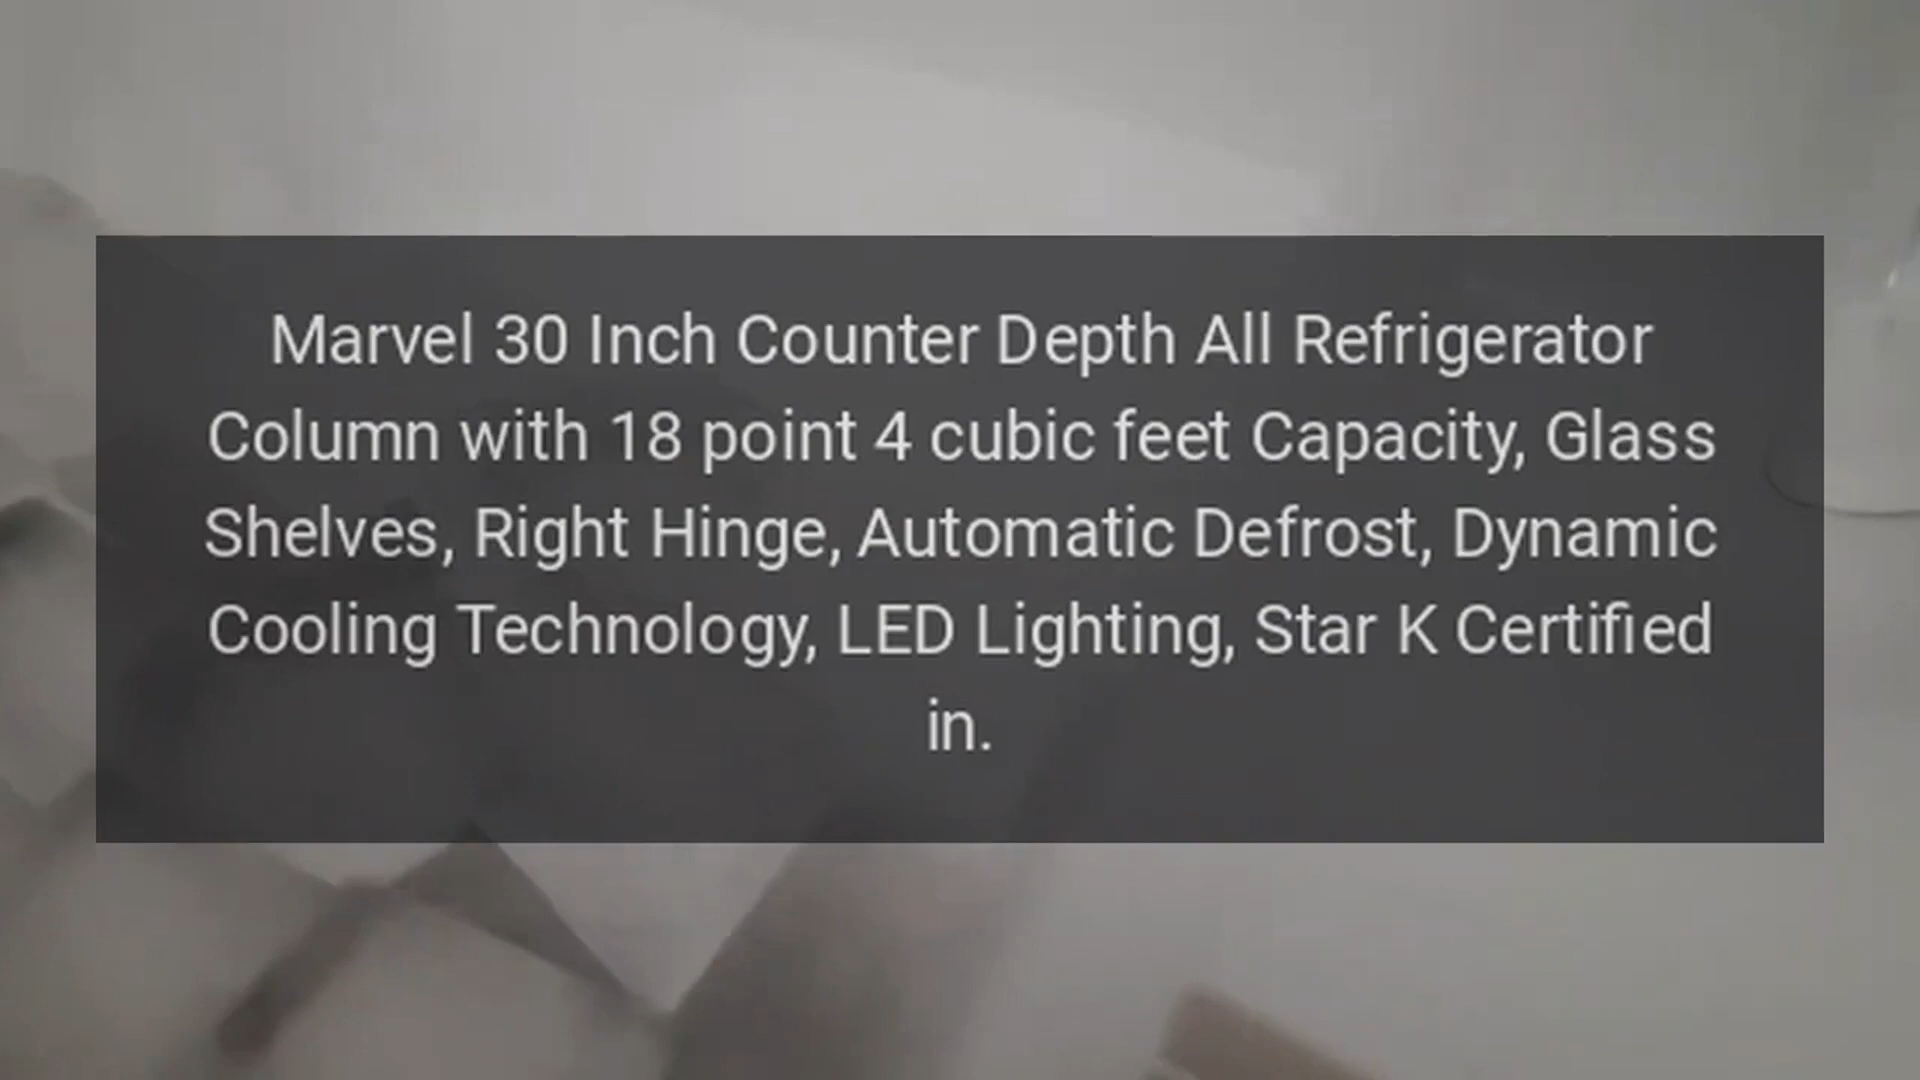 Marvel 30 Inch Counter Depth All Refrigerator
Column with 18 point 4 cubic feet Capacity, Glass
Shelves, Right Hinge, Automatic Defrost, Dynamic
Cooling Technology, LED Lighting, Star K Certified
in.